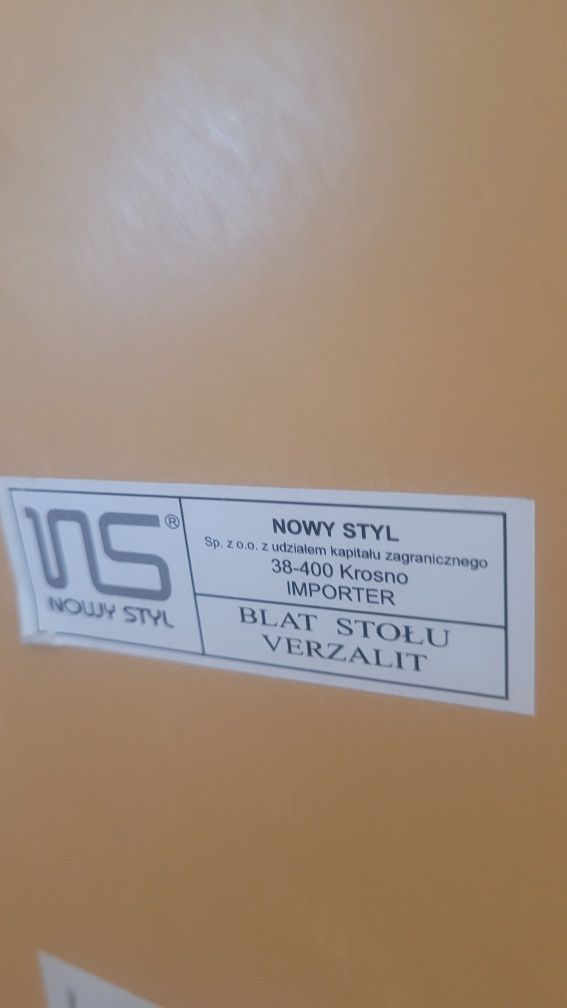 NS®
NOWY STYL
NOWY STYL
Sp. z o.o. z udziałem kapitału zagranicznego
38-400 Krosno
IMPORTER
BLAT STOŁU
VERZALIT